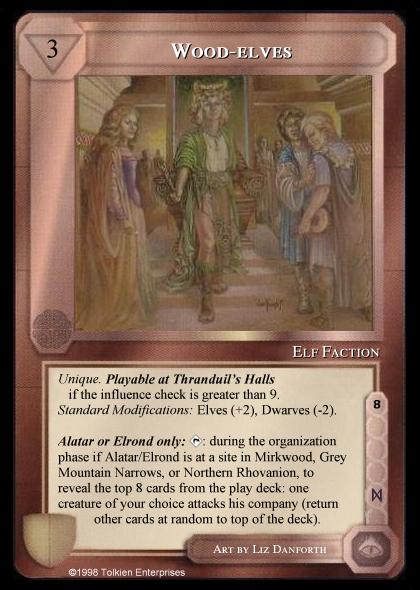 3
WOOD-ELVES
ELF FACTION
Unique. Playable at Thranduil's Halls
if the influence check is greater than 9.
Standard Modifications: Elves (+2), Dwarves (-2).
Alatar or Elrond only: : during the organization
phase if Alatar/Elrond is at a site in Mirkwood, Grey
Mountain Narrows, or Northern Rhovanion, to
reveal the top 8 cards from the play deck: one
creature of your choice attacks his company (return
other cards at random to top of the deck).
8
ART BY LIZ DANFORTH
©1998 Tolkien Enterprises